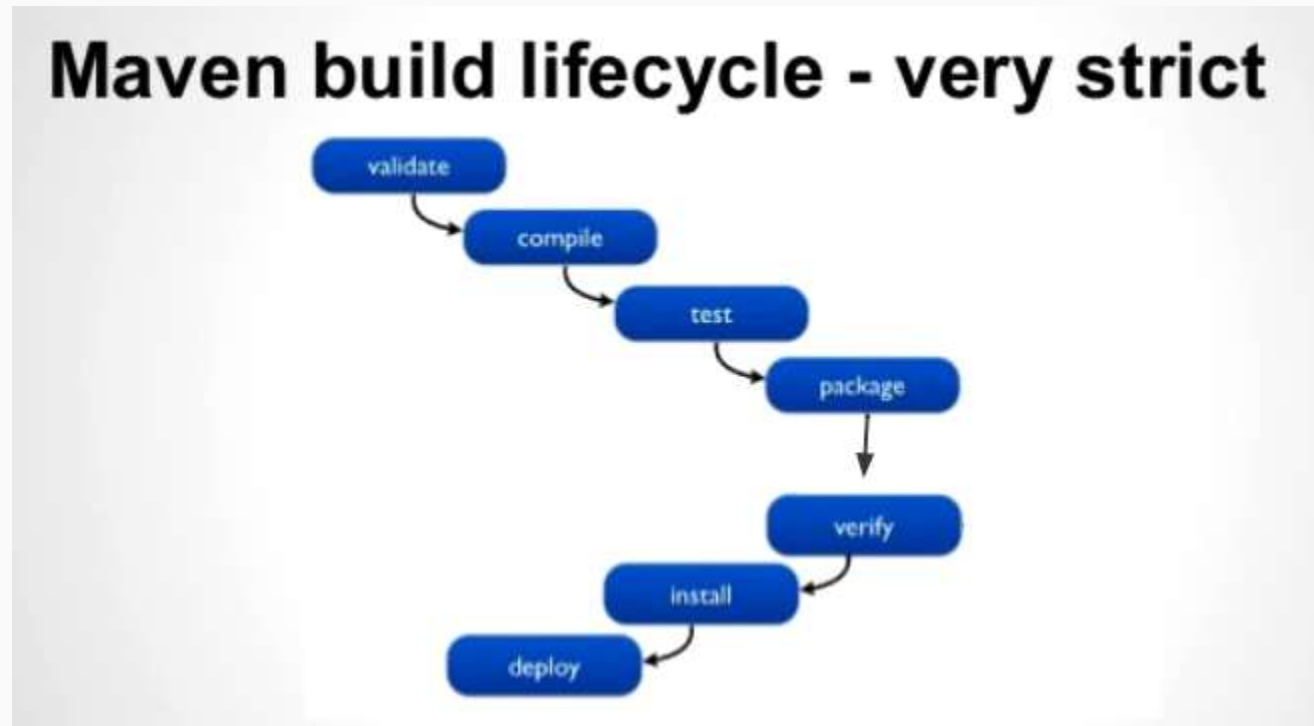 Maven build lifecycle - very strict
validate
compile
test
package
verify
install
deploy